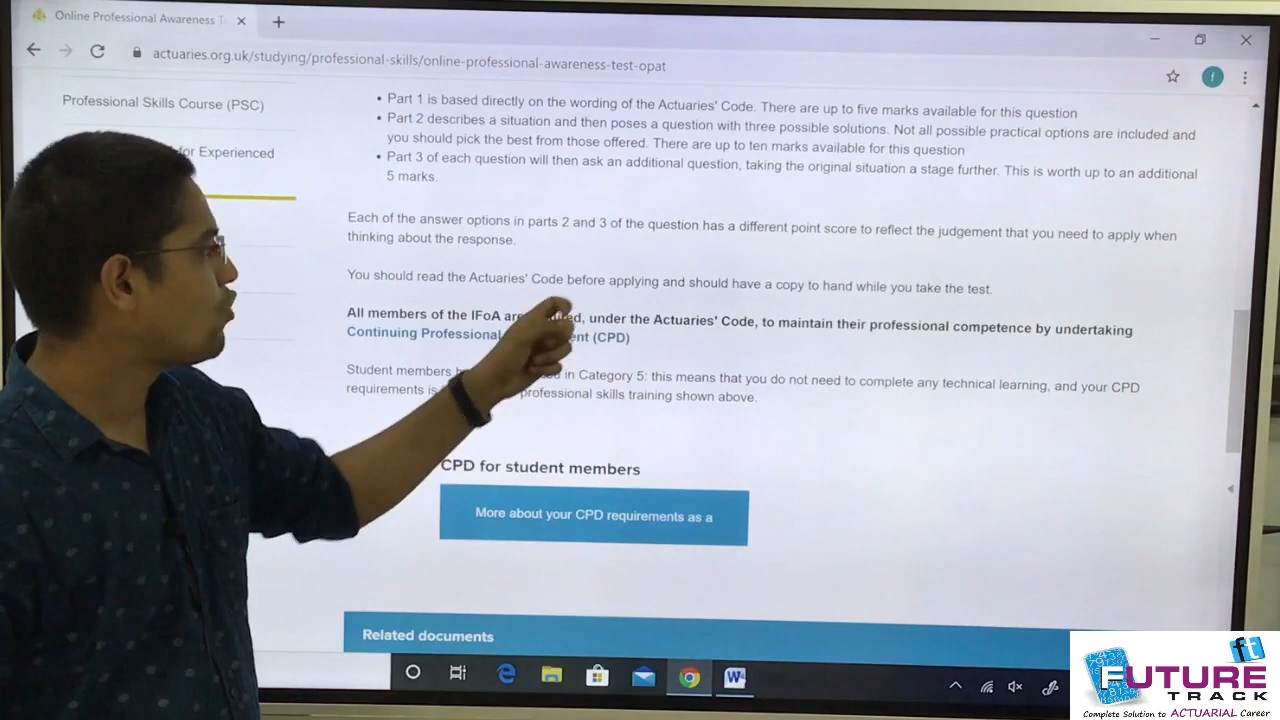 Online Professional Awareness T
actuaries.org.uk/studying/professional-skills/online-professional-awareness-test-opat
f
Professional Skills Course (PSC)
for Experienced
• Part 1 is based directly on the wording of the Actuaries' Code. There are up to five marks available for this question
• Part 2 describes a situation and then poses a question with three possible solutions. Not all possible practical options are included and
you should pick the best from those offered. There are up to ten marks available for this question
• Part 3 of each question will then ask an additional question, taking the original situation a stage further. This is worth up to an additional
5 marks.
Each of the answer options in parts 2 and 3 of the question has a different point score to reflect the judgement that you need to apply when
thinking about the response.
You should read the Actuaries' Code before applying and should have a copy to hand while you take the test.
All members of the IFoA are under the Actuaries' Code, to maintain their professional competence by undertaking
Continuing Professional (CPD)
Student members in Category 5: this means that you do not need to complete any technical learning, and your CPD
requirements is professional skills training shown above.
CPD for student members
More about your CPD requirements as a
Related documents
W
ft
FUTURE
TRACK
Complete Solution to ACTUARIAL Career